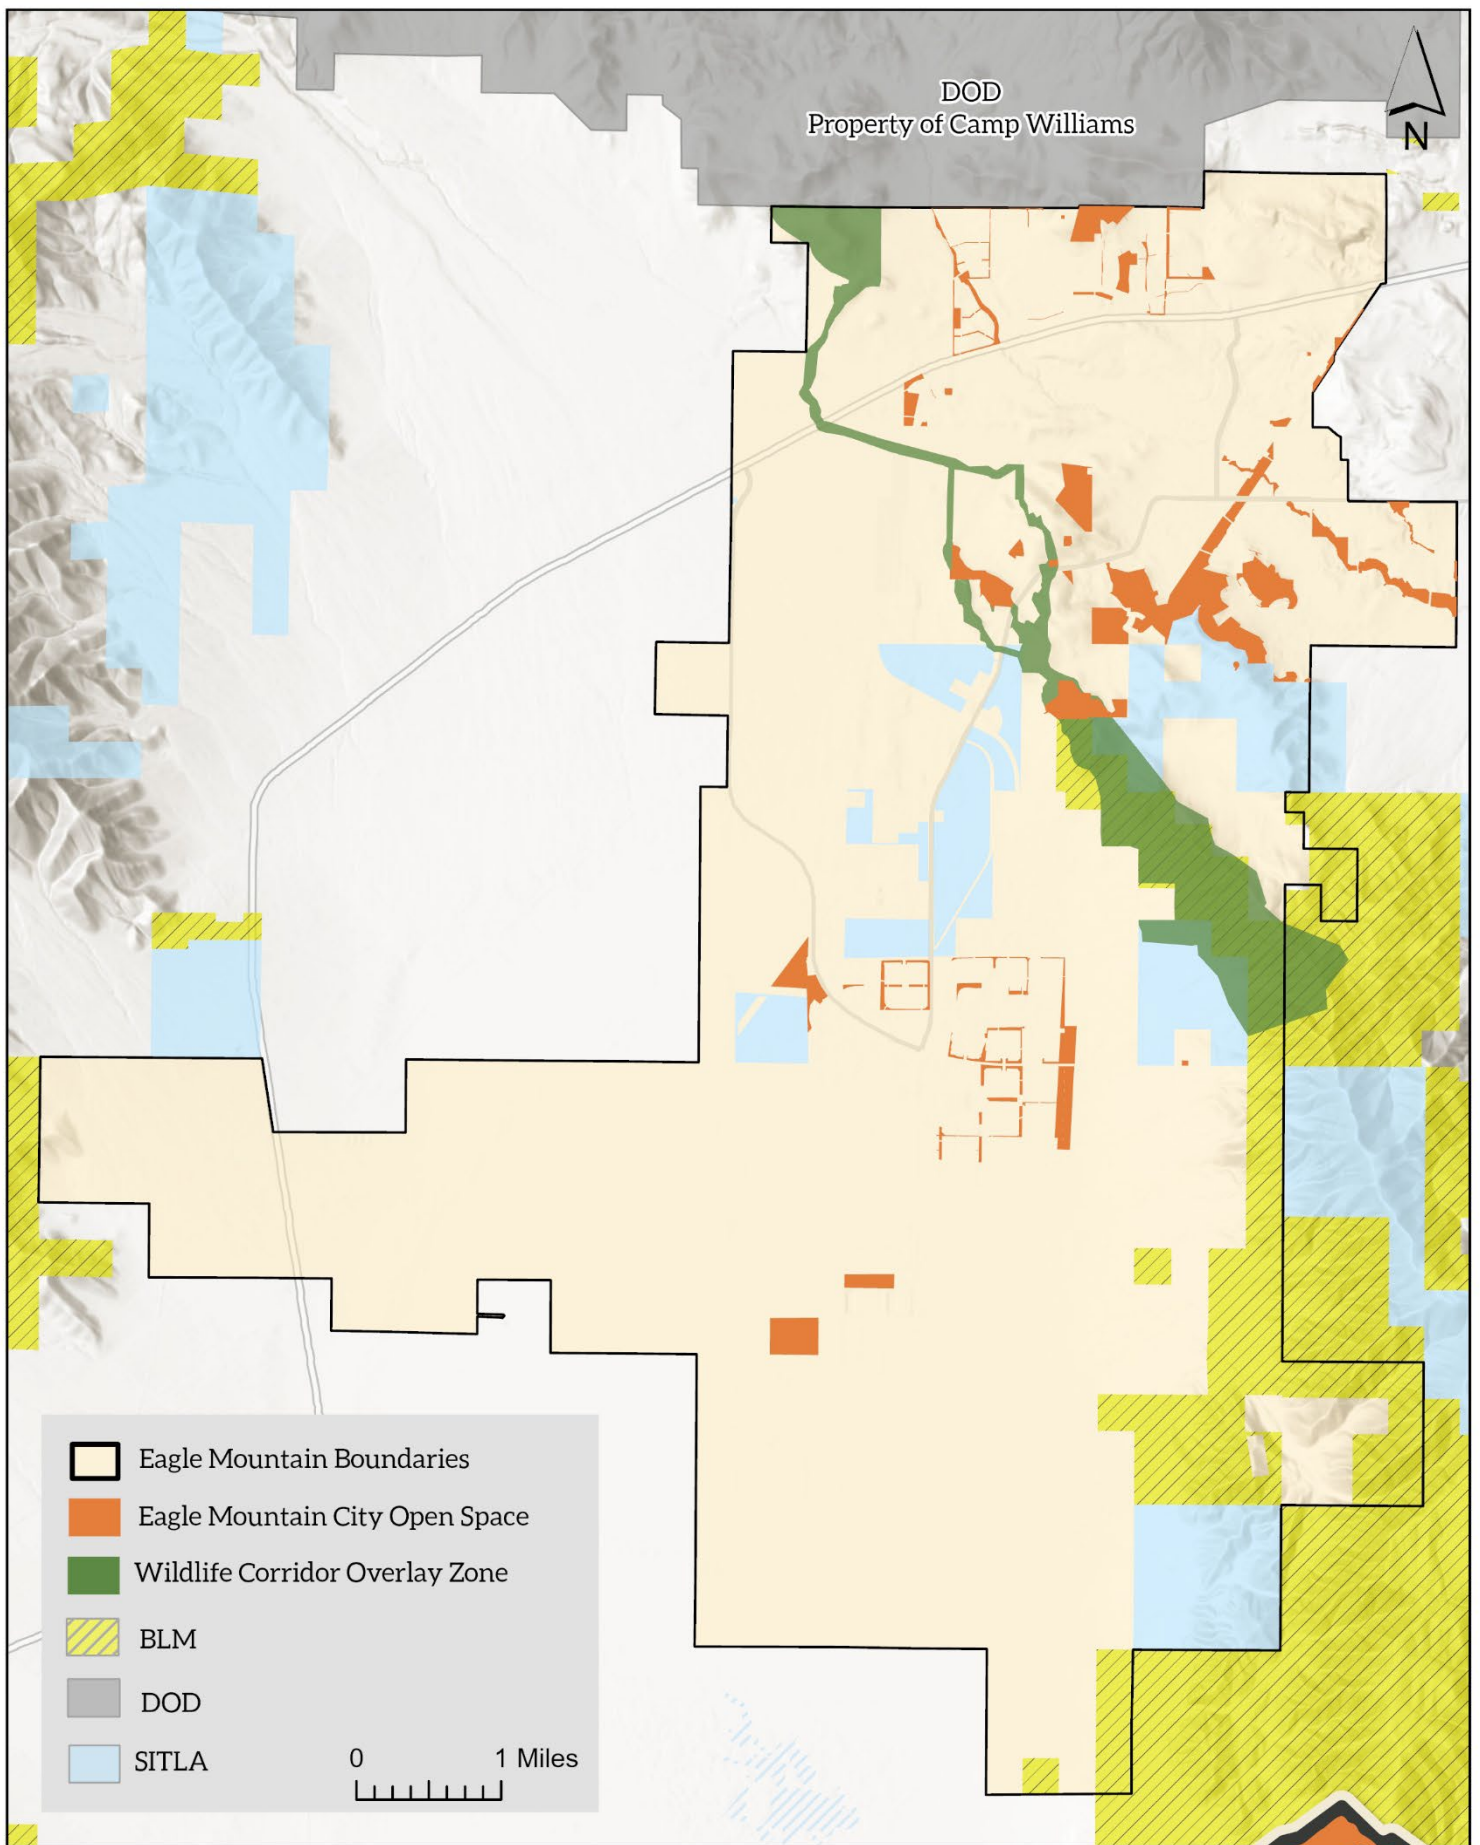 DOD
Property of Camp Williams
N
Eagle Mountain Boundaries
Eagle Mountain City Open Space
Wildlife Corridor Overlay Zone
BLM
DOD
SITLA
0 1 Miles